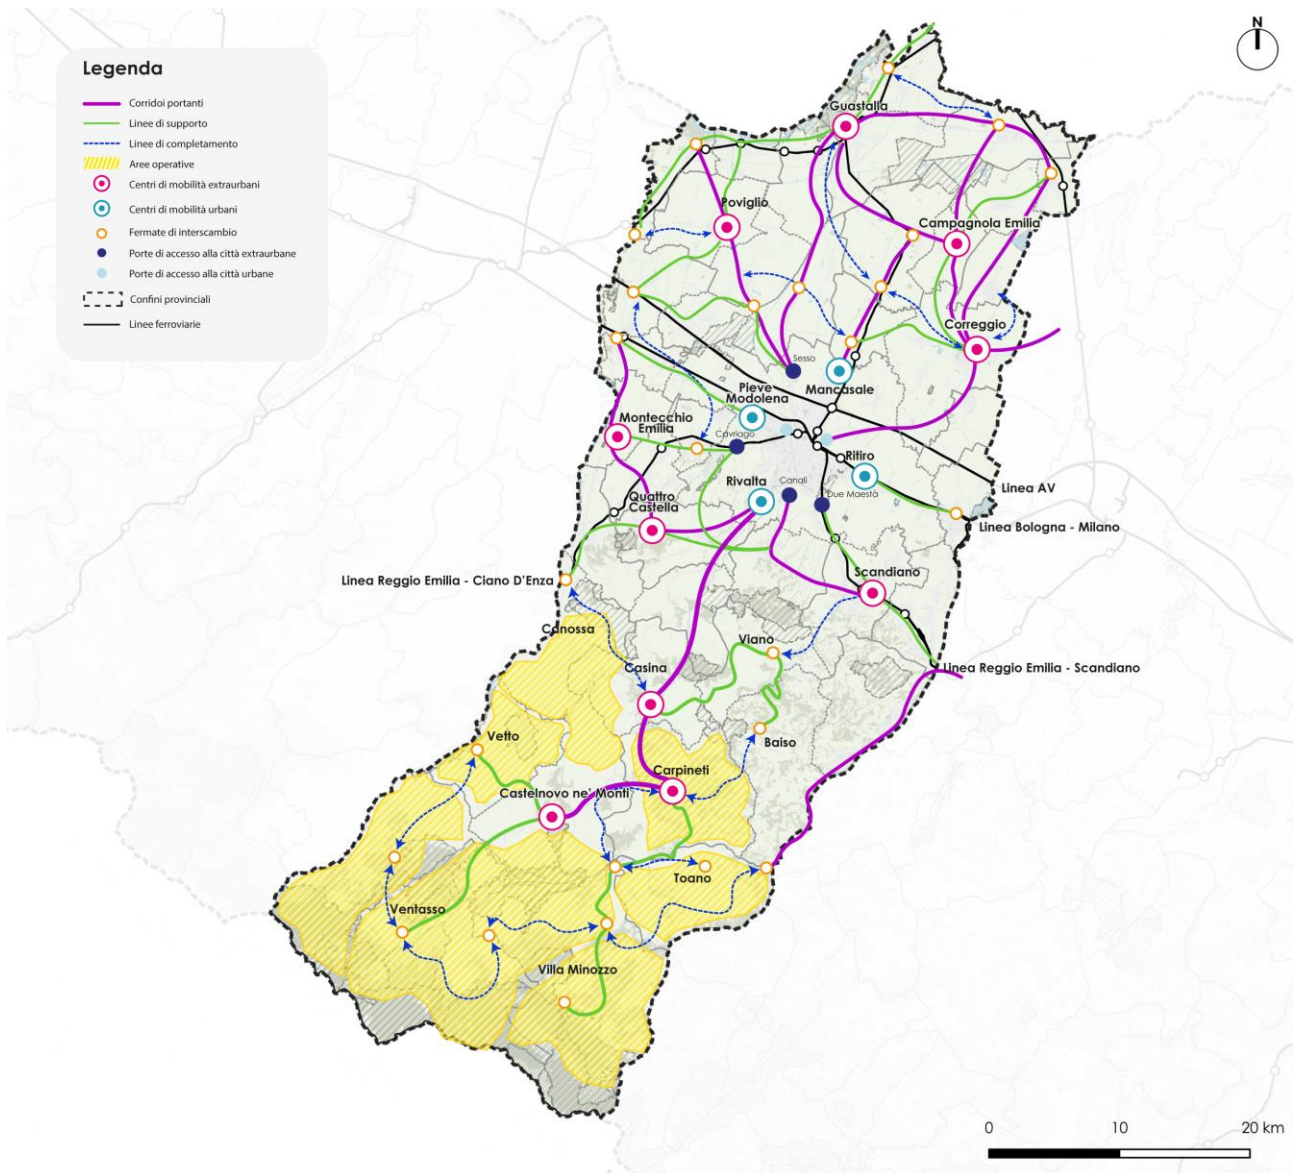 N
Legenda
Corridoi portanti
Linee di supporto
Linee di completamento
Aree operative
Centri di mobilità extraurbani
Centri di mobilità urbani
Fermate di interscambio
Porte di accesso alla città extraurbane
Porte di accesso alla città urbane
Confini provinciali
Linee ferroviarie
Guastalla
Poviglio
Campagnola Emilia
Correggio
Sesso
Mancasale
Pieve
Modolena
Montecchio
Emilia
Cavriago
Ritiro
Rivalta
Canali
Due Maestà
Linea AV
Quattro
Castella
Linea Bologna - Milano
Linea Reggio Emilia - Ciano D'Enza
Scandiano
Canossa
Viano
Casina
Linea Reggio Emilia - Scandiano
Vetto
Baiso
Carpineti
Castelnovo ne' Monti
Toano
Ventasso
Villa Minozzo
0 10 20 km